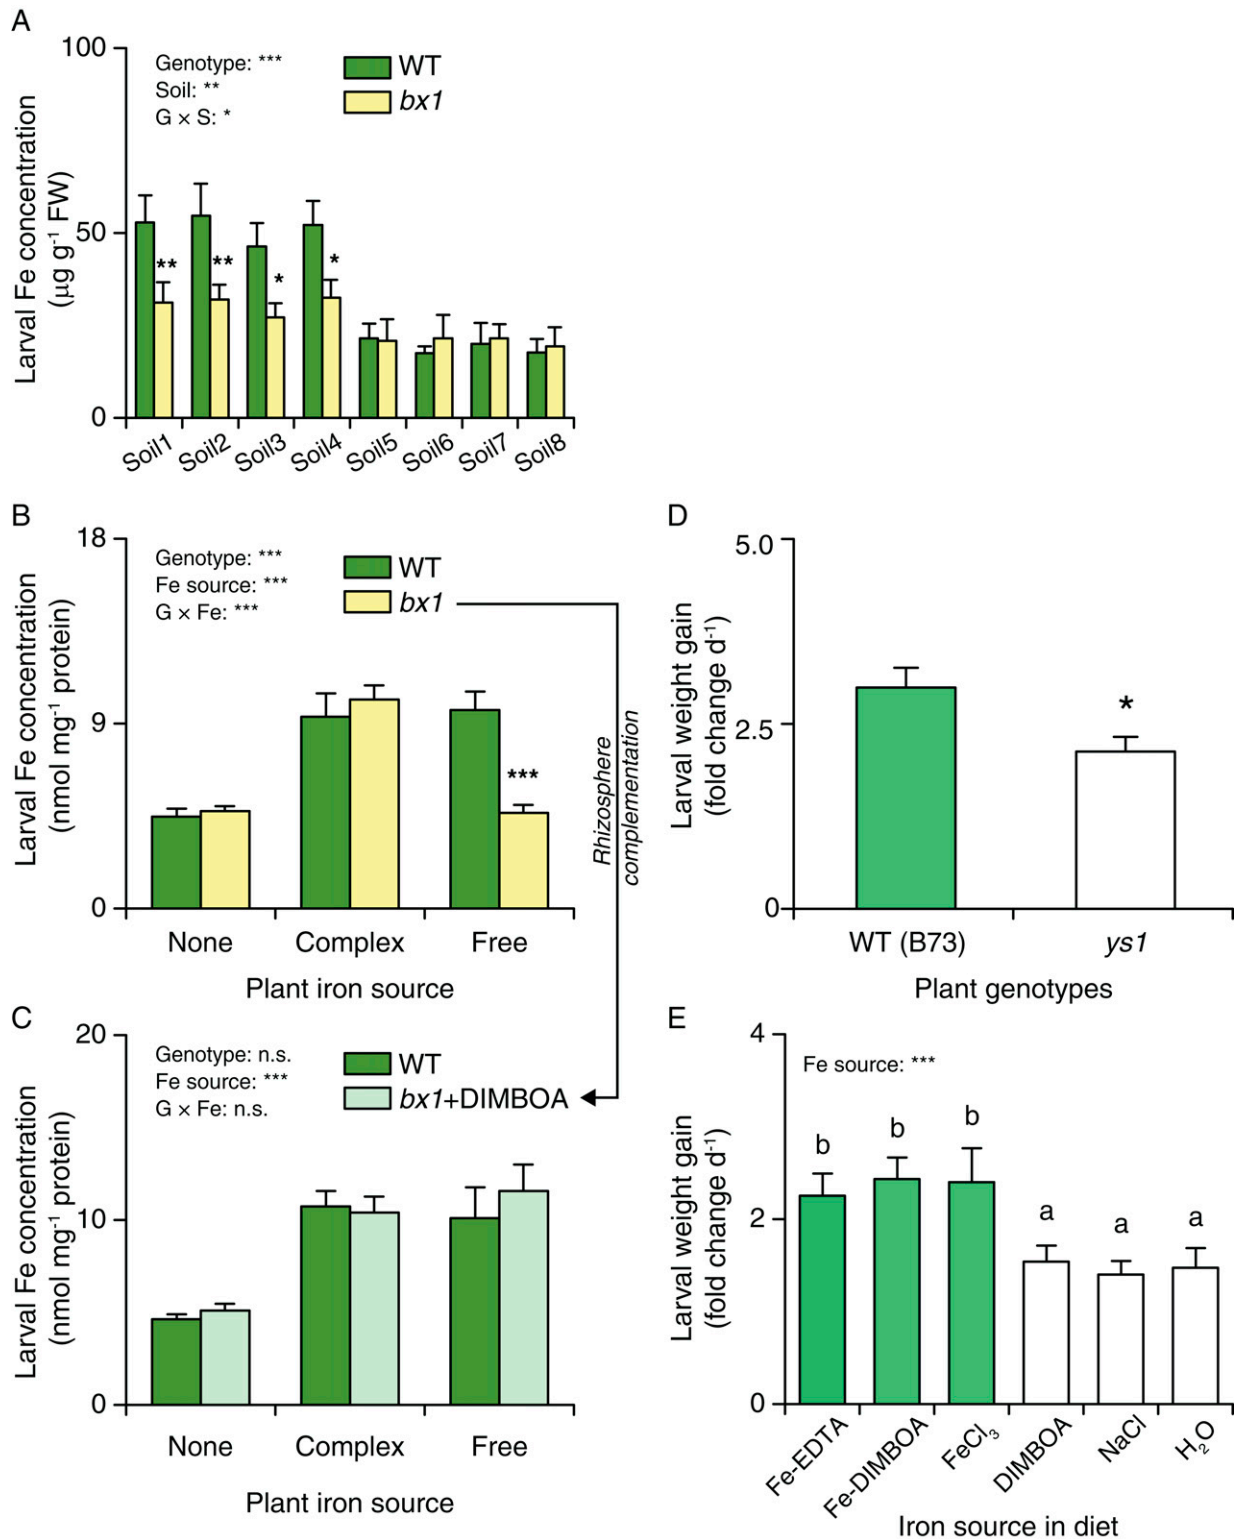 A
Larval Fe concentration
(µg g⁻¹ FW)
100
50
0
Genotype: ***
Soil: **
G × S: *
WT
bx1
**
**
*
*
Soil1
Soil2
Soil3
Soil4
Soil5
Soil6
Soil7
Soil8
B
Larval Fe concentration
(nmol mg⁻¹ protein)
18
9
0
Genotype: ***
Fe source: ***
G × Fe: ***
WT
bx1
***
None
Complex
Free
Plant iron source
Rhizosphere
complementation
C
Larval Fe concentration
(nmol mg⁻¹ protein)
20
10
0
Genotype: n.s.
Fe source: ***
G × Fe: n.s.
WT
bx1+DIMBOA
None
Complex
Free
Plant iron source
D
Larval weight gain
(fold change d⁻¹)
5.0
2.5
0
*
WT (B73)
ys1
Plant genotypes
E
Larval weight gain
(fold change d⁻¹)
4
2
0
Fe source: ***
b
b
b
a
a
a
Fe-EDTA
Fe-DIMBOA
FeCl₃
DIMBOA
NaCl
H₂O
Iron source in diet